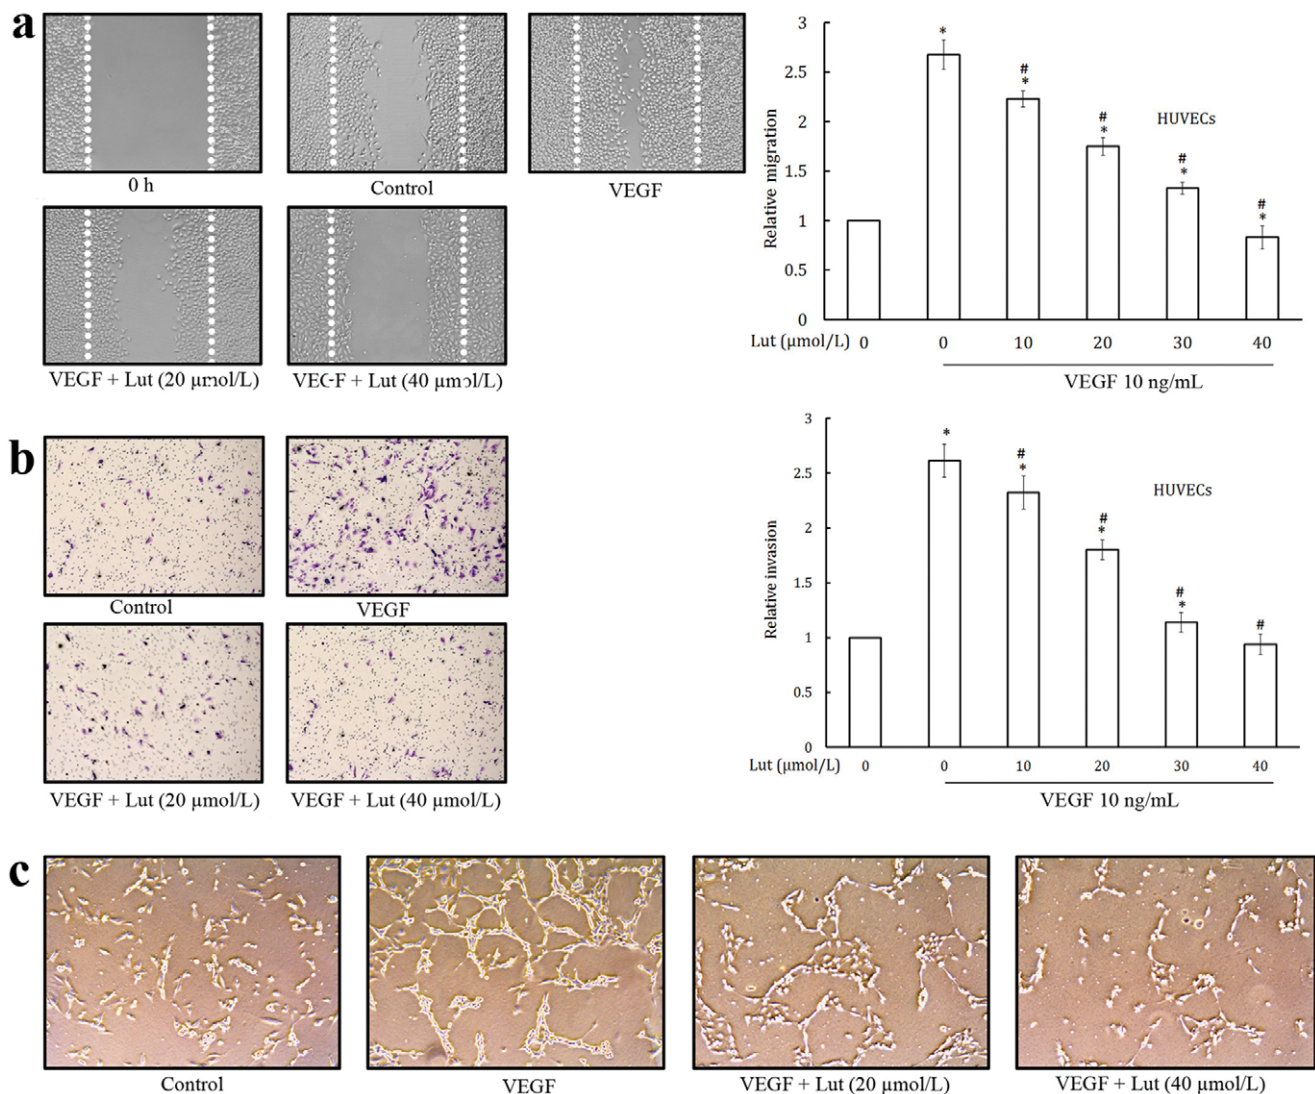 a
0 h
Control
VEGF
VEGF + Lut (20 µmol/L)
VEGF + Lut (40 µmol/L)
3
2.5
2
1.5
1
0.5
0
Relative migration
*
#
*
#
*
HUVECs
#
*
#
*
Lut (µmol/L) 0 0 10 20 30 40
VEGF 10 ng/mL
b
Control
VEGF
VEGF + Lut (20 µmol/L)
VEGF + Lut (40 µmol/L)
3
2.5
2
1.5
1
0.5
0
Relative invasion
*
#
*
#
*
HUVECs
#
*
#
Lut (µmol/L) 0 0 10 20 30 40
VEGF 10 ng/mL
c
Control
VEGF
VEGF + Lut (20 µmol/L)
VEGF + Lut (40 µmol/L)